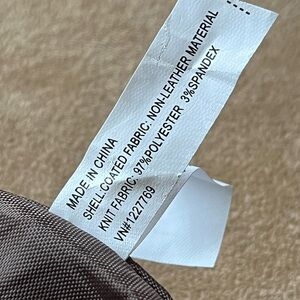 MADE IN CHINA
SHELL:COATED FABRIC: NON-LEATHER MATERIAL
KNIT FABRIC: 97%POLYESTER 3%SPANDEX
VN#1227769